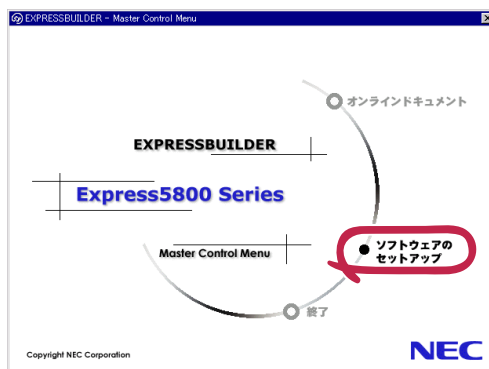 EXPRESSBUILDER - Master Control Menu
オンラインドキュメント
EXPRESSBUILDER
Express5800 Series
ソフトウェアの
セットアップ
Master Control Menu
終了
Copyright NEC Corporation
NEC